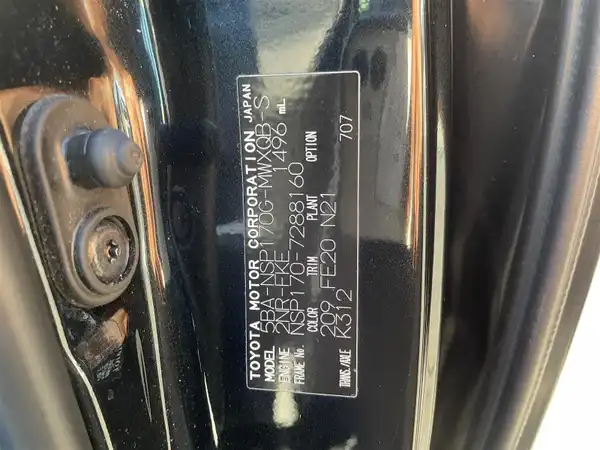 TOYOTA MOTOR CORPORATION JAPAN
MODEL 5BA-NSP170G-MWXQB-S
ENGINE 2NR-FKE 1496 mL
FRAME No. NSP170-7288160
COLOR TRIM PLANT OPTION
209 FE20 N21 707
TRANS./AXLE K312